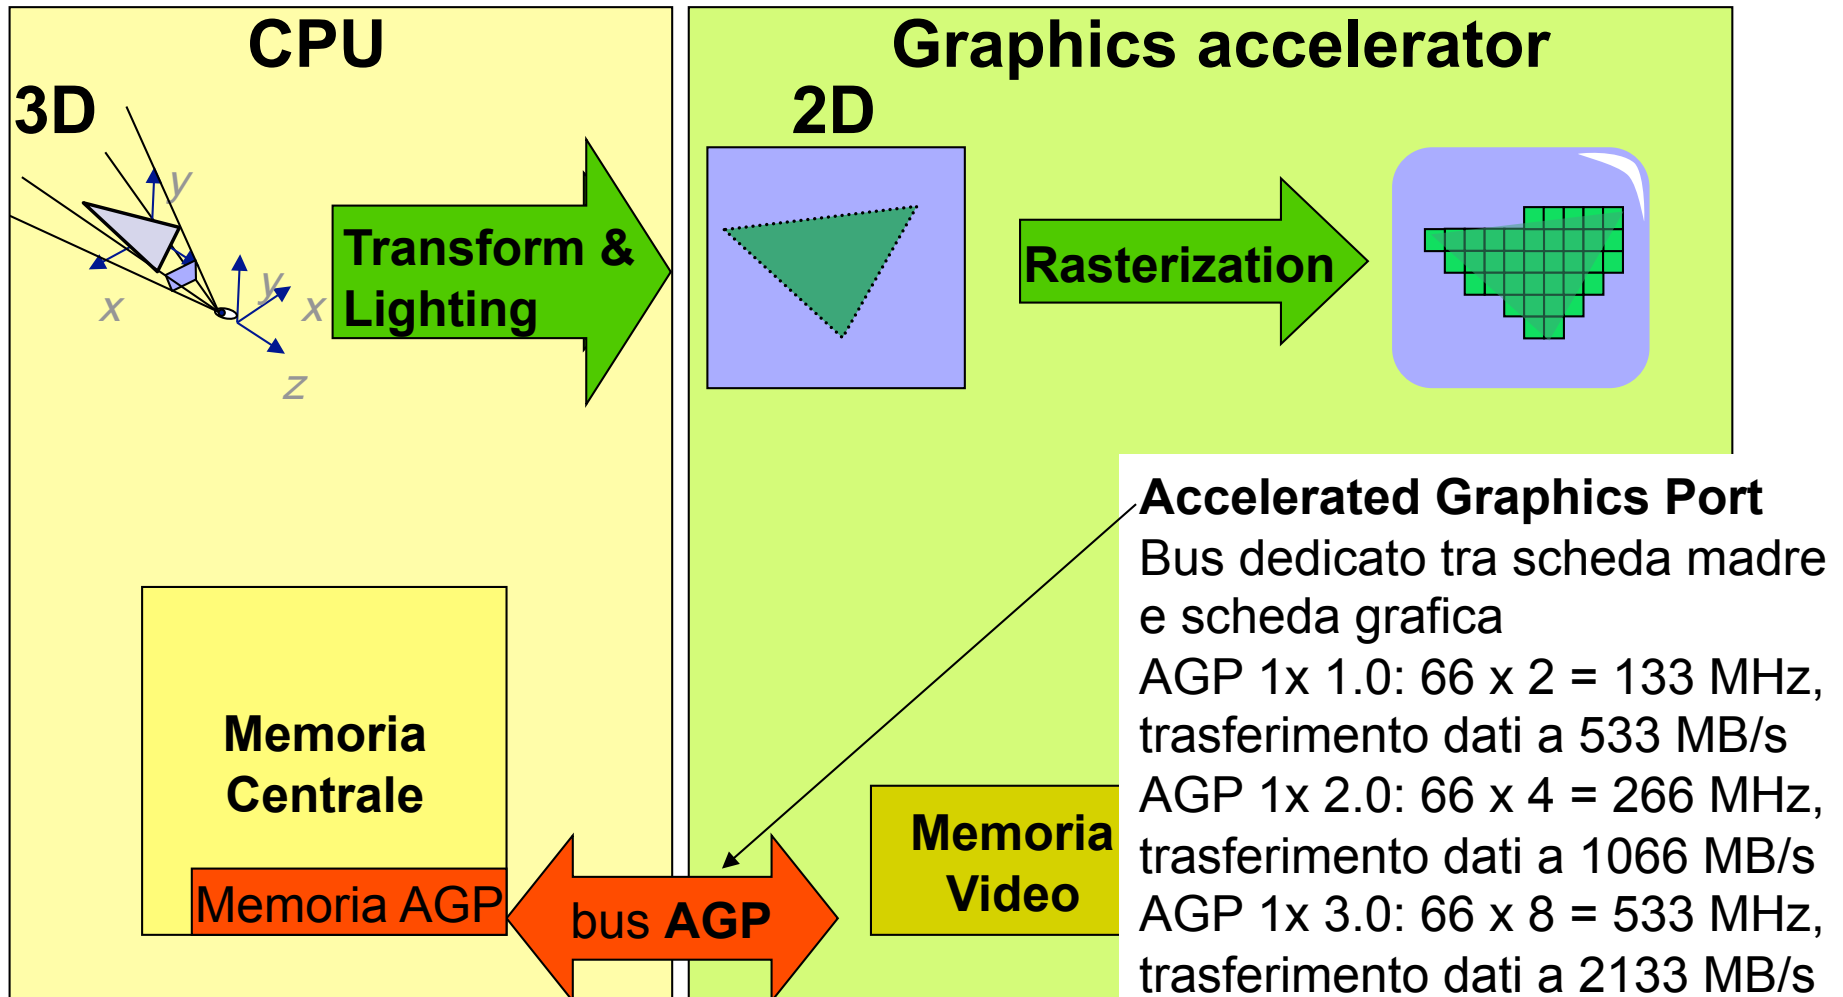 CPU
3D
y
x
y
x
z
Transform &
Lighting
Graphics accelerator
2D
Rasterization
Memoria
Centrale
Memoria AGP
bus AGP
Memoria
Video
Accelerated Graphics Port
Bus dedicato tra scheda madre
e scheda grafica
AGP 1x 1.0: 66 x 2 = 133 MHz,
trasferimento dati a 533 MB/s
AGP 1x 2.0: 66 x 4 = 266 MHz,
trasferimento dati a 1066 MB/s
AGP 1x 3.0: 66 x 8 = 533 MHz,
trasferimento dati a 2133 MB/s